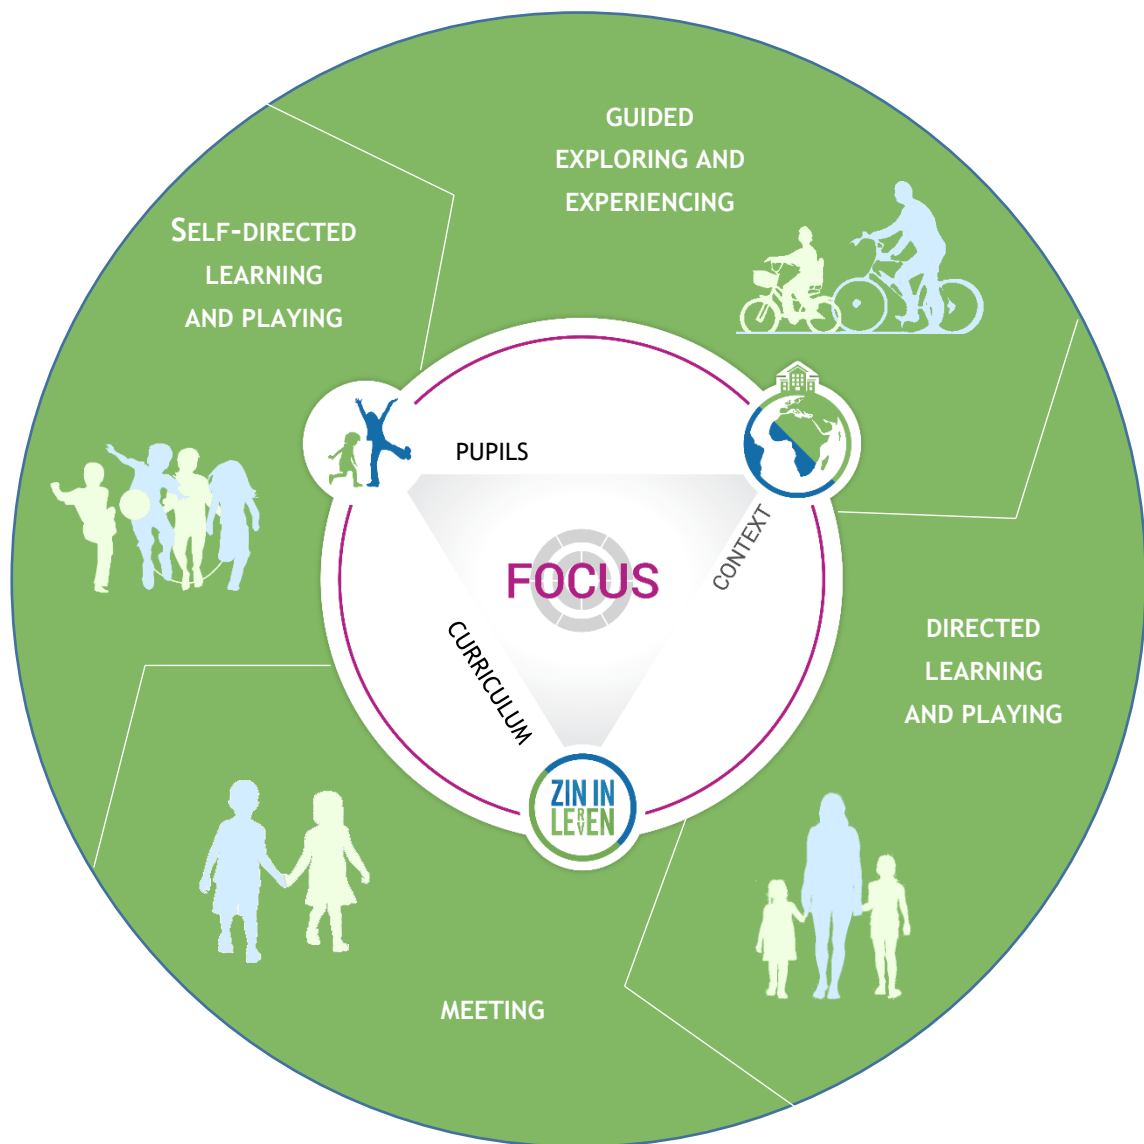 GUIDED
EXPLORING AND
EXPERIENCING
SELF-DIRECTED
LEARNING
AND PLAYING
PUPILS
CONTEXT
FOCUS
CURRICULUM
DIRECTED
LEARNING
AND PLAYING
ZIN IN
LERVEN
MEETING